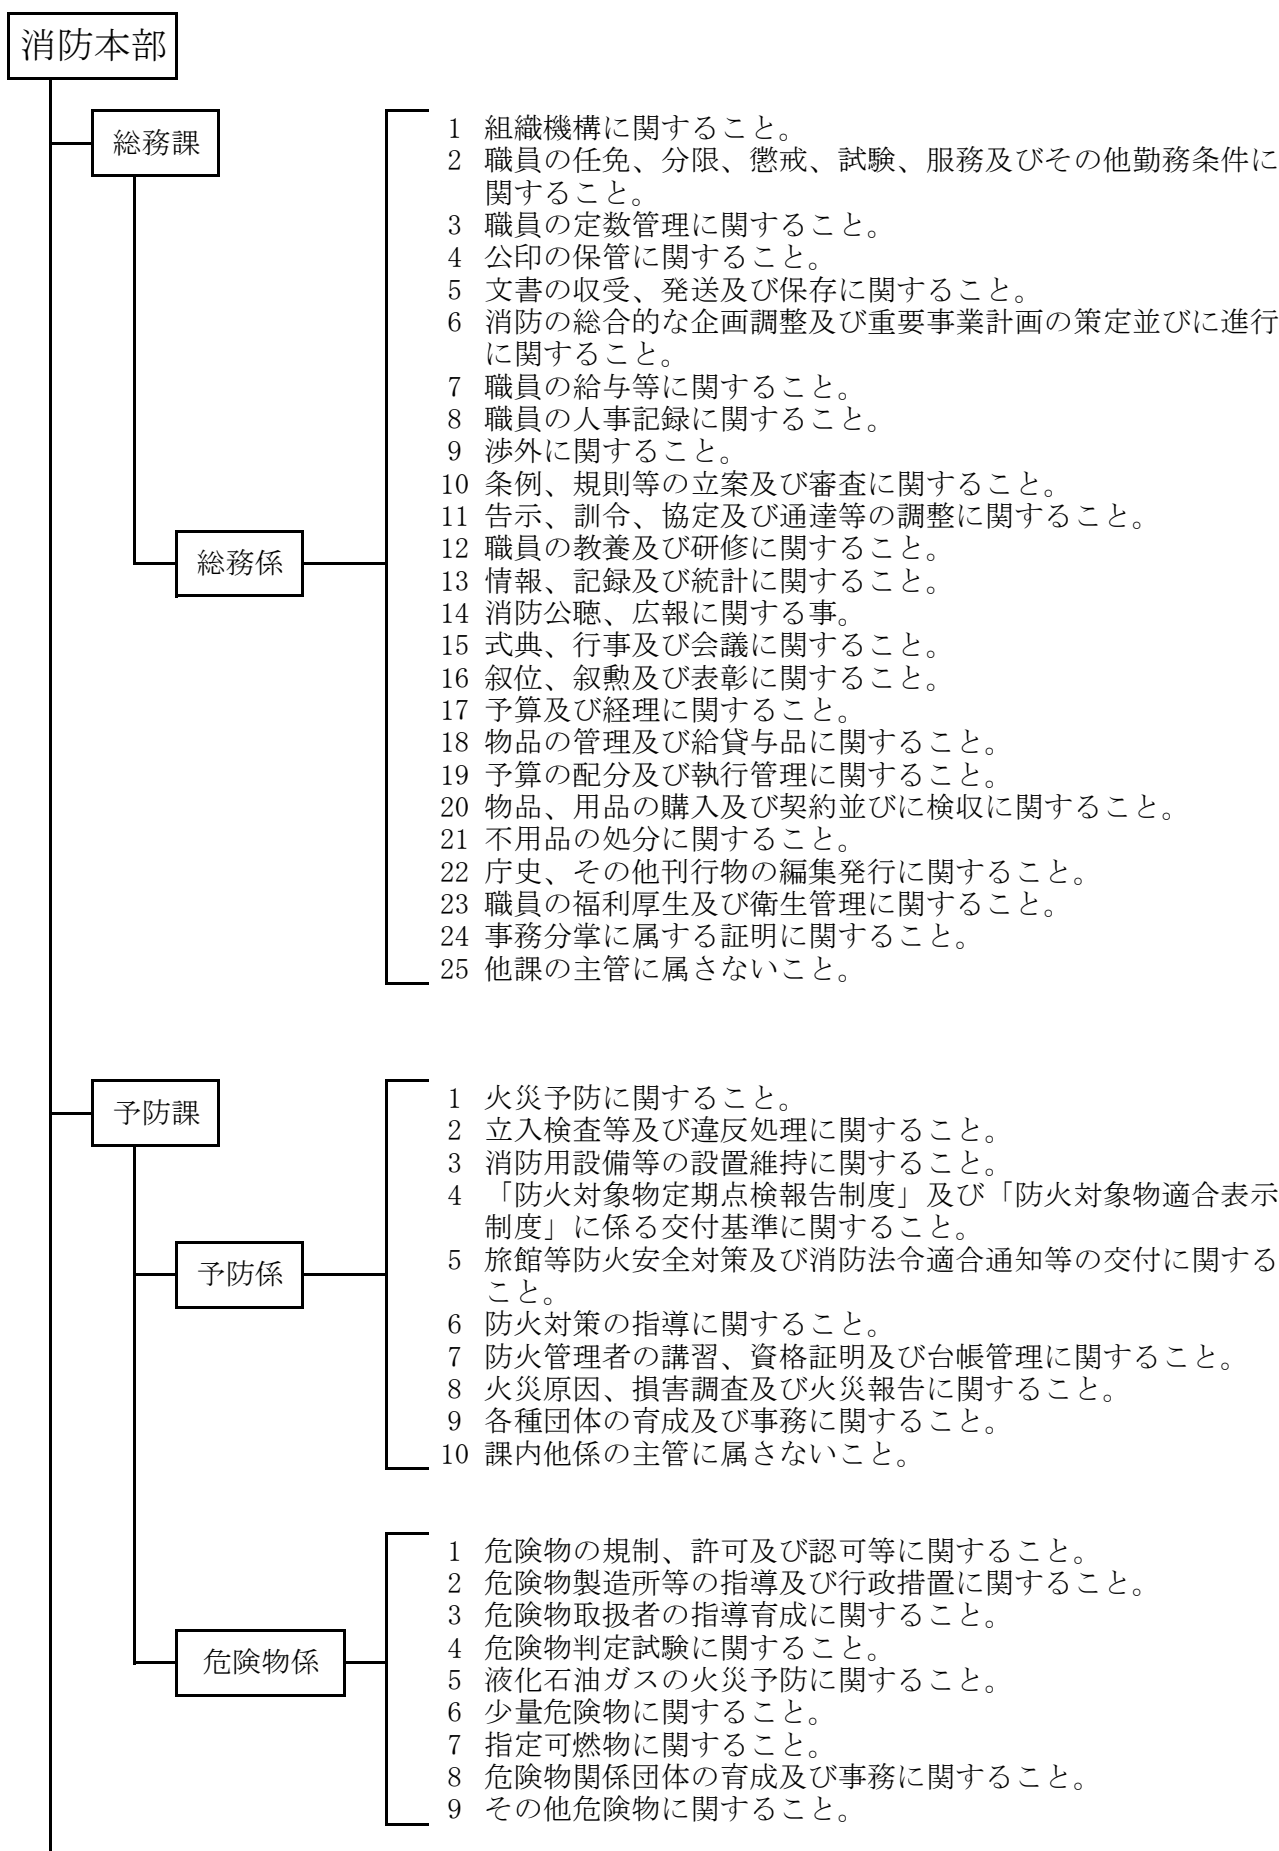 消防本部
総務課
総務係
1 組織機構に関すること。
2 職員の任免、分限、懲戒、試験、服務及びその他勤務条件に
関すること。
3 職員の定数管理に関すること。
4 公印の保管に関すること。
5 文書の収受、発送及び保存に関すること。
6 消防の総合的な企画調整及び重要事業計画の策定並びに進行
に関すること。
7 職員の給与等に関すること。
8 職員の人事記録に関すること。
9 渉外に関すること。
10 条例、規則等の立案及び審査に関すること。
11 告示、訓令、協定及び通達等の調整に関すること。
12 職員の教養及び研修に関すること。
13 情報、記録及び統計に関すること。
14 消防公聴、広報に関する事。
15 式典、行事及び会議に関すること。
16 叙位、叙勲及び表彰に関すること。
17 予算及び経理に関すること。
18 物品の管理及び給貸与品に関すること。
19 予算の配分及び執行管理に関すること。
20 物品、用品の購入及び契約並びに検収に関すること。
21 不用品の処分に関すること。
22 庁史、その他刊行物の編集発行に関すること。
23 職員の福利厚生及び衛生管理に関すること。
24 事務分掌に属する証明に関すること。
25 他課の主管に属さないこと。
予防課
予防係
1 火災予防に関すること。
2 立入検査等及び違反処理に関すること。
3 消防用設備等の設置維持に関すること。
4 「防火対象物定期点検報告制度」及び「防火対象物適合表示
制度」に係る交付基準に関すること。
5 旅館等防火安全対策及び消防法令適合通知等の交付に関する
こと。
6 防火対策の指導に関すること。
7 防火管理者の講習、資格証明及び台帳管理に関すること。
8 火災原因、損害調査及び火災報告に関すること。
9 各種団体の育成及び事務に関すること。
10 課内他係の主管に属さないこと。
危険物係
1 危険物の規制、許可及び認可等に関すること。
2 危険物製造所等の指導及び行政措置に関すること。
3 危険物取扱者の指導育成に関すること。
4 危険物判定試験に関すること。
5 液化石油ガスの火災予防に関すること。
6 少量危険物に関すること。
7 指定可燃物に関すること。
8 危険物関係団体の育成及び事務に関すること。
9 その他危険物に関すること。